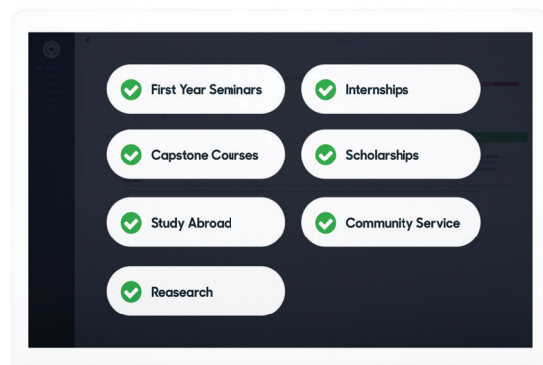 First Year Seminars
Internships
Capstone Courses
Scholarships
Study Abroad
Community Service
Reasearch